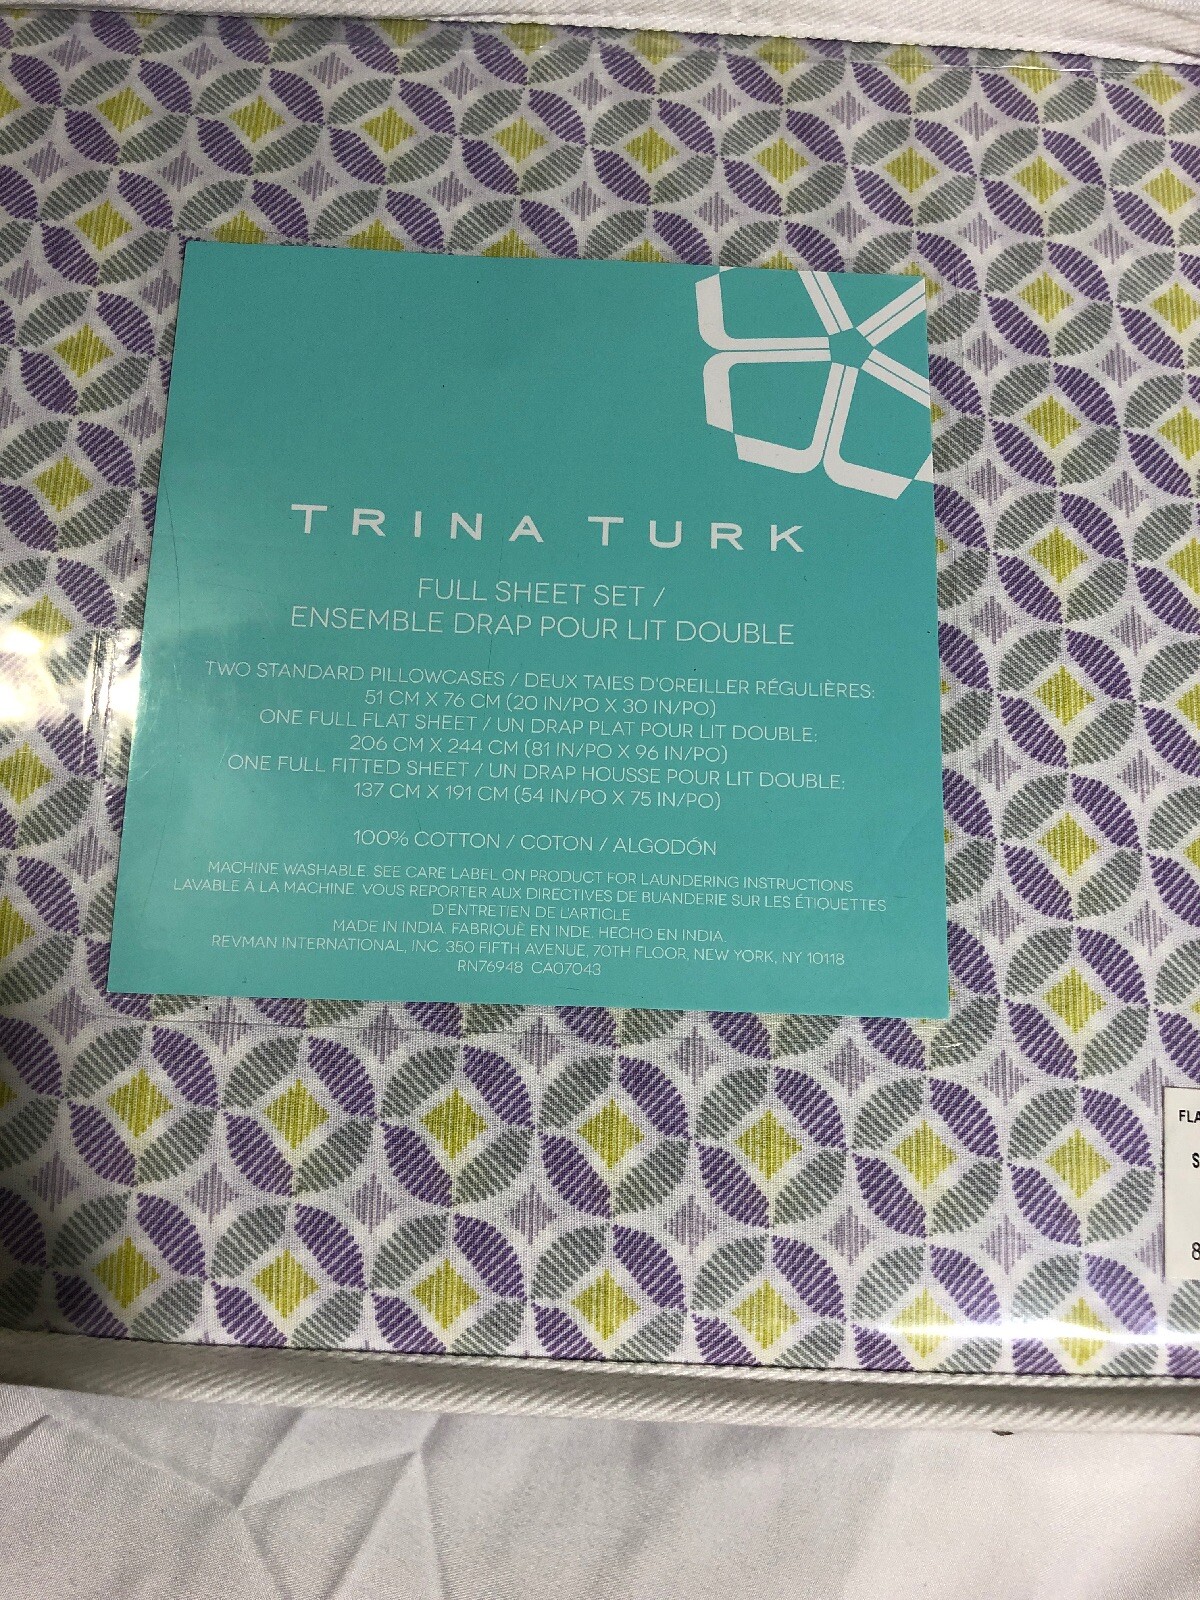 TRINA TURK
FULL SHEET SET /
ENSEMBLE DRAP POUR LIT DOUBLE
TWO STANDARD PILLOWCASES / DEUX TAIES D'OREILLER RÉGULIÈRES:
51 CM X 76 CM (20 IN/PO X 30 IN/PO)
ONE FULL FLAT SHEET / UN DRAP PLAT POUR LIT DOUBLE:
206 CM X 244 CM (81 IN/PO X 96 IN/PO)
ONE FULL FITTED SHEET / UN DRAP HOUSSE POUR LIT DOUBLE:
137 CM X 191 CM (54 IN/PO X 75 IN/PO)
100% COTTON / COTON / ALGODÓN
MACHINE WASHABLE. SEE CARE LABEL ON PRODUCT FOR LAUNDERING INSTRUCTIONS
LAVABLE À LA MACHINE. VOUS REPORTER AUX DIRECTIVES DE BUANDERIE SUR LES ÉTIQUETTES
D'ENTRETIEN DE L'ARTICLE
MADE IN INDIA. FABRIQUÉ EN INDE. HECHO EN INDIA.
REVMAN INTERNATIONAL, INC. 350 FIFTH AVENUE, 70TH FLOOR, NEW YORK, NY 10118
RN76948 CA07043
FLA
S
8